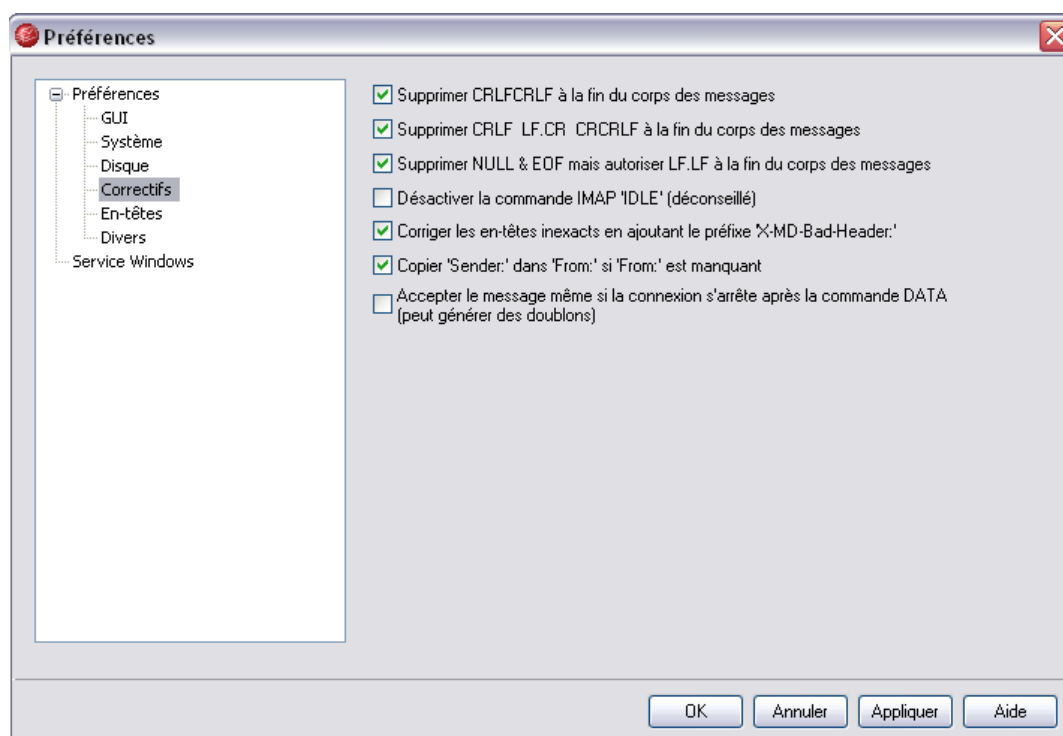 Préférences
Préférences
GUI
Système
Disque
Correctifs
En-têtes
Divers
Service Windows
Supprimer CRLFCRLF à la fin du corps des messages
Supprimer CRLF LF.CR CRCRLF à la fin du corps des messages
Supprimer NULL & EOF mais autoriser LF.LF à la fin du corps des messages
Désactiver la commande IMAP 'IDLE' (déconseillé)
Corriger les en-têtes inexacts en ajoutant le préfixe 'X-MD-Bad-Header:'
Copier 'Sender:' dans 'From:' si 'From:' est manquant
Accepter le message même si la connexion s'arrête après la commande DATA
(peut générer des doublons)
OK
Annuler
Appliquer
Aide